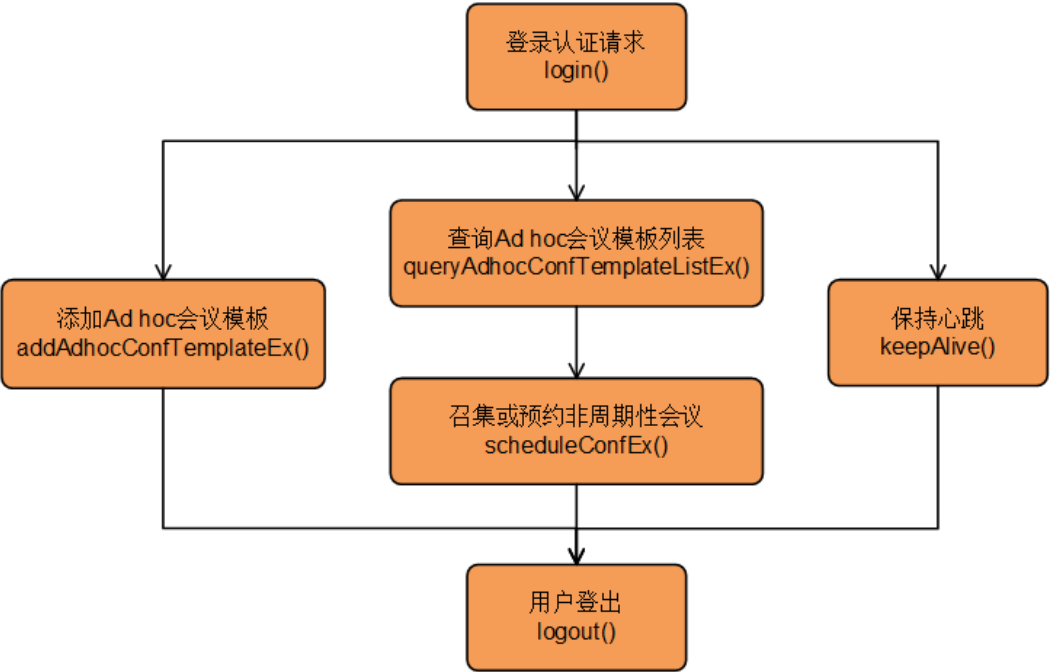 登录认证请求
login()
查询Ad hoc会议模板列表
queryAdhocConfTemplateListEx()
添加Ad hoc会议模板
addAdhocConfTemplateEx()
保持心跳
keepAlive()
召集或预约非周期性会议
scheduleConfEx()
用户登出
logout()